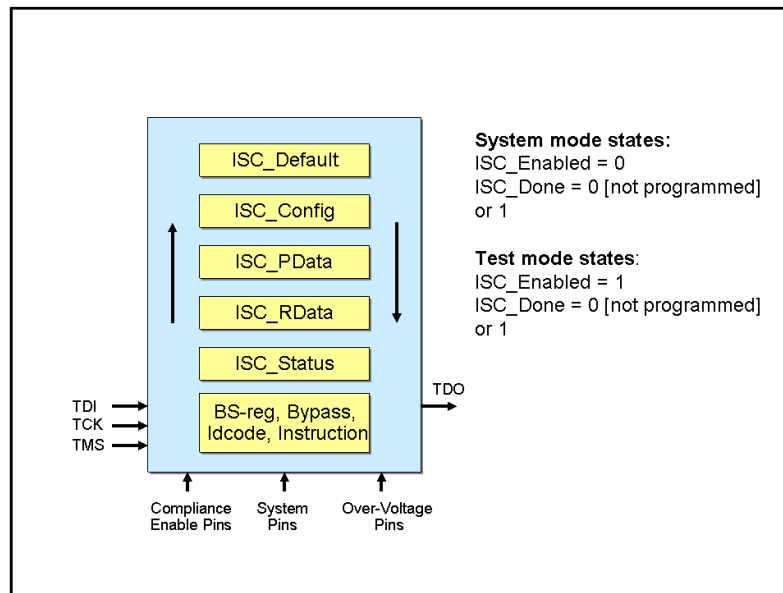 ISC_Default
ISC_Config
ISC_PData
ISC_RData
ISC_Status
BS-reg, Bypass,
Idcode, Instruction
TDI
TCK
TMS
TDO
Compliance
Enable Pins
System
Pins
Over-Voltage
Pins
System mode states:
ISC_Enabled = 0
ISC_Done = 0 [not programmed]
or 1
Test mode states:
ISC_Enabled = 1
ISC_Done = 0 [not programmed]
or 1